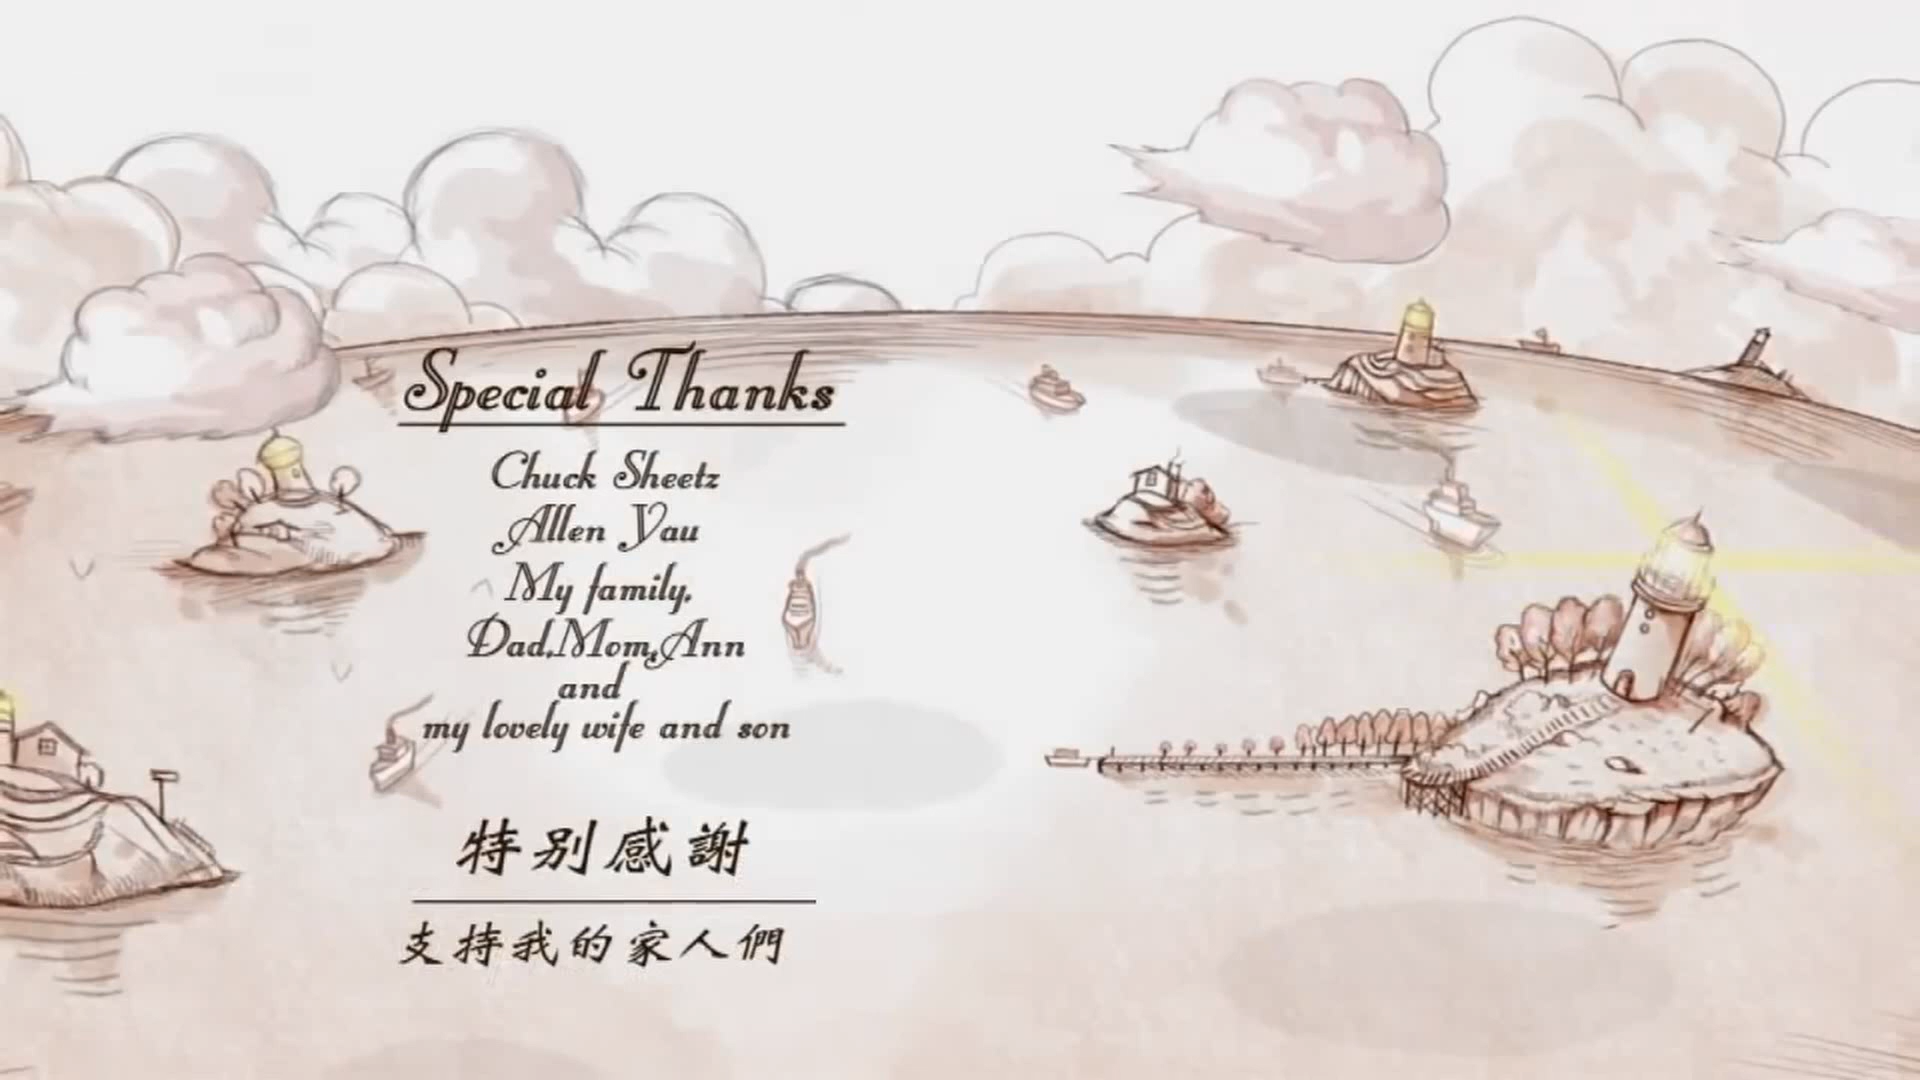 Special Thanks
Chuck Sheetz
Allen Yau
My family,
Dad,Mom,Ann
and
my lovely wife and son
特別感謝
支持我的家人們